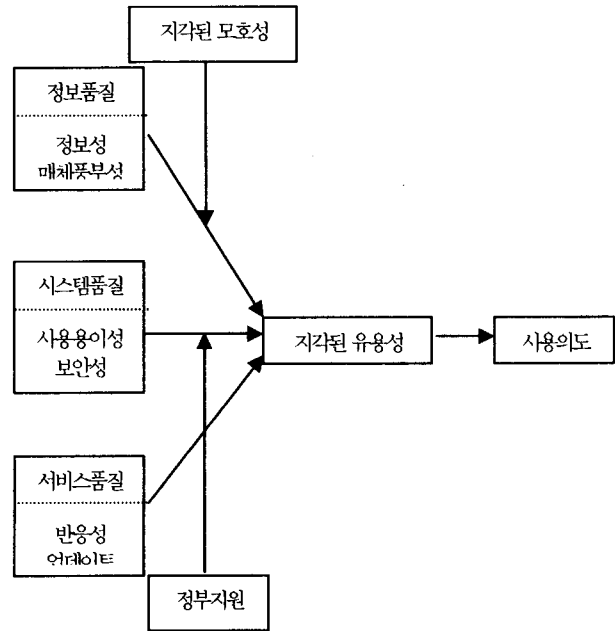 지각된 모호성
정보품질
정보성
매체풋부성
시스템품질
사용용이성
보안성
지각된 유용성
사용의도
서비스품질
반응성
업데이트
정부지원